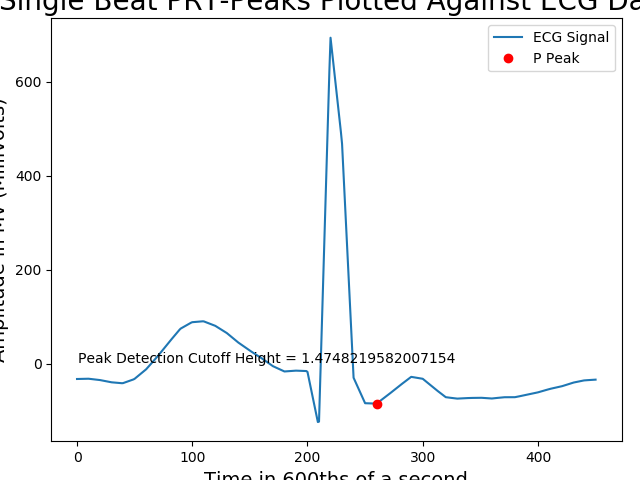 Single Beat PRT-Peaks Plotted Against ECG Da
Amplitude in MV (MilliVolts)
ECG Signal
P Peak
600
400
200
0
Peak Detection Cutoff Height = 1.4748219582007154
0 100 200 300 400
Time in 600ths of a second